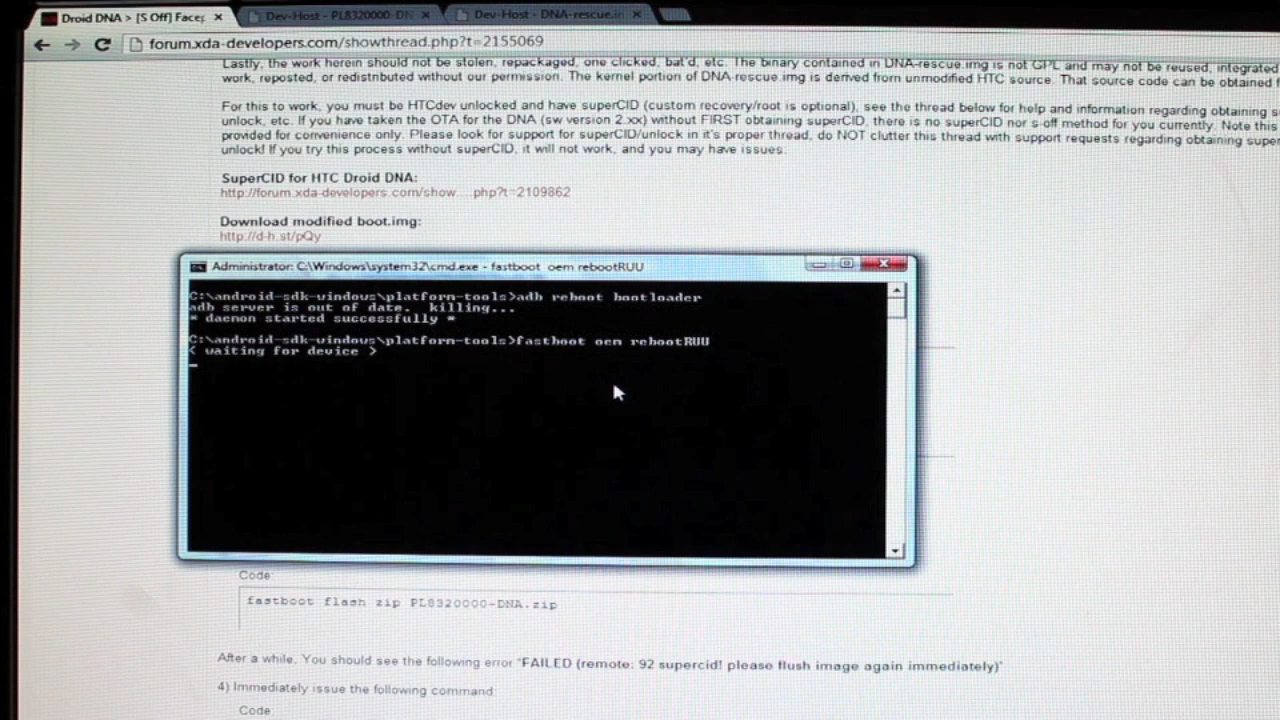 Droid DNA > [S Off] Facep
Dev-Host - PL8320000-DN
Dev-Host - DNA-rescue.im
forum.xda-developers.com/showthread.php?t=2155069
Lastly, the work herein should not be stolen, repackaged, one clicked, bat'd, etc. The binary contained in DNA-rescue.img is not GPL and may not be reused, integrated
work, reposted, or redistributed without our permission. The kernel portion of DNA-rescue.img is derived from unmodified HTC source. That source code can be obtained f
For this to work, you must be HTCdev unlocked and have superCID (custom recovery/root is optional), see the thread below for help and information regarding obtaining s
unlock, etc. If you have taken the OTA for the DNA (sw version 2.xx) without FIRST obtaining superCID, there is no superCID nor s-off method for you currently. Note this
provided for convenience only. Please look for support for superCID/unlock in it's proper thread, do NOT clutter this thread with support requests regarding obtaining supe
unlock! If you try this process without superCID, it will not work, and you may have issues.
SuperCID for HTC Droid DNA:
http://forum.xda-developers.com/show....php?t=2109862
Download modified boot.img:
http://d-h.st/pQy
Administrator: C:\Windows\system32\cmd.exe - fastboot oem rebootRUU
C:\android-sdk-windows\platform-tools>adb reboot bootloader
adb server is out of date. killing...
* daemon started successfully *
C:\android-sdk-windows\platform-tools>fastboot oem rebootRUU
< waiting for device >
Code:
fastboot flash zip PL8320000-DNA.zip
After a while, You should see the following error "FAILED (remote: 92 supercid! please flush image again immediately)"
4) Immediately issue the following command
Code: